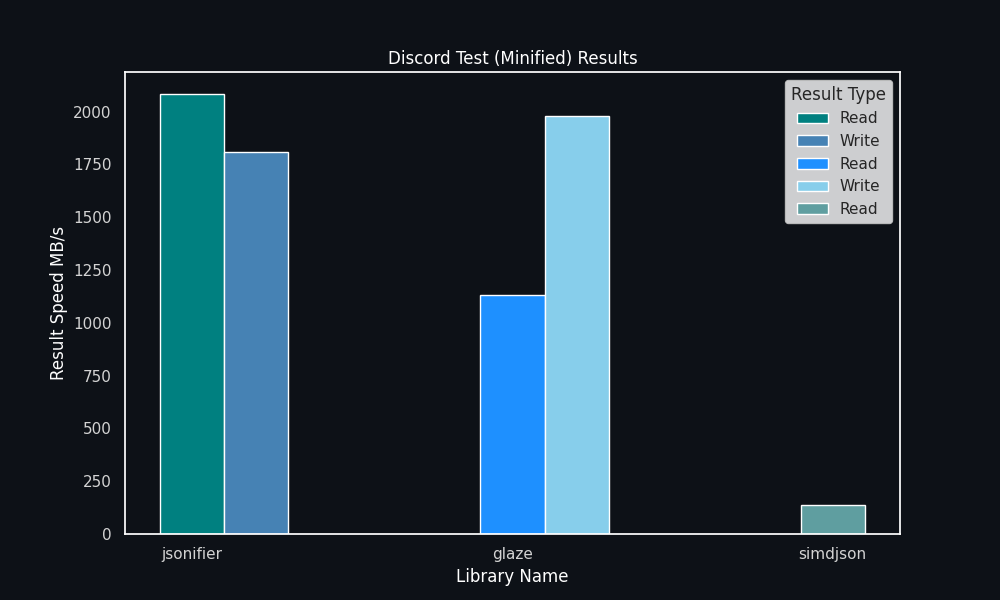 Discord Test (Minified) Results
Result Type
Read
Write
Read
Write
Read
Result Speed MB/s
2000
1750
1500
1250
1000
750
500
250
0
jsonifier glaze simdjson
Library Name